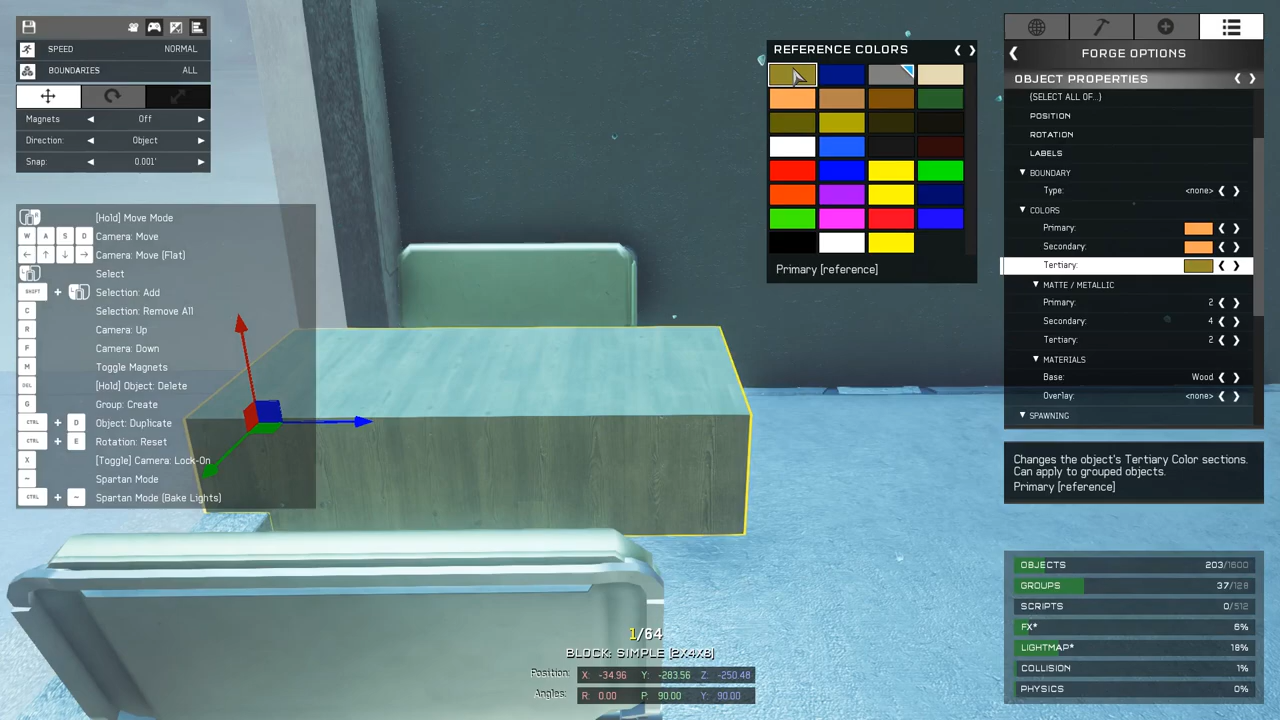 SPEED NORMAL
BOUNDARIES ALL
Magnets Off
Direction: Object
Snap: 0.001'
[Hold] Move Mode
W A S D Camera: Move
← ↑ ↓ → Camera: Move (Flat)
Select
SHIFT + Selection: Add
C Selection: Remove All
R Camera: Up
F Camera: Down
M Toggle Magnets
DEL [Hold] Object: Delete
G Group: Create
CTRL + D Object: Duplicate
CTRL + E Rotation: Reset
X [Toggle] Camera: Lock-On
~ Spartan Mode
CTRL + ~ Spartan Mode (Bake Lights)
REFERENCE COLORS
Primary [reference]
FORGE OPTIONS
OBJECT PROPERTIES
(SELECT ALL OF...)
POSITION
ROTATION
LABELS
BOUNDARY
Type: <none>
COLORS
Primary:
Secondary:
Tertiary:
MATTE / METALLIC
Primary: 2
Secondary: 4
Tertiary: 2
MATERIALS
Base: Wood
Overlay: <none>
SPAWNING
Changes the object's Tertiary Color sections.
Can apply to grouped objects.
Primary [reference]
OBJECTS 203/1600
GROUPS 37/128
SCRIPTS 0/512
FX* 6%
LIGHTMAP* 18%
COLLISION 1%
PHYSICS 0%
1/64
BLOCK: SIMPLE [2X4X8]
Position: X: -34.96 Y: -283.56 Z: -250.48
Angles: R: 0.00 P: 90.00 Y: 90.00